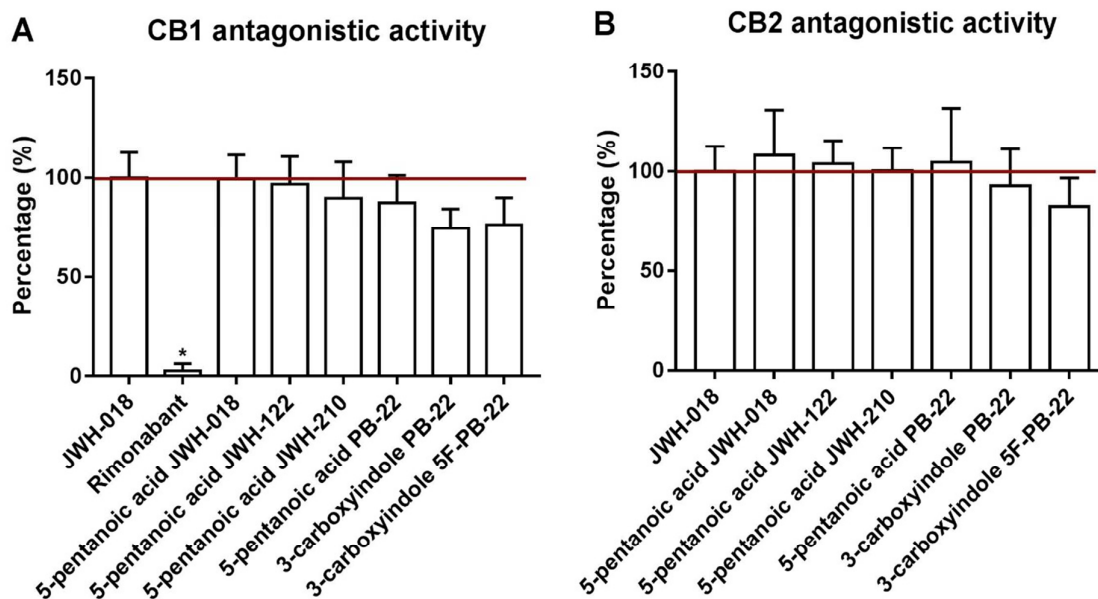 A
CB1 antagonistic activity
Percentage (%)
150
100
50
0
*
JWH-018
Rimonabant
5-pentanoic acid JWH-018
5-pentanoic acid JWH-122
5-pentanoic acid JWH-210
5-pentanoic acid PB-22
3-carboxyindole PB-22
3-carboxyindole 5F-PB-22
B
CB2 antagonistic activity
Percentage (%)
150
100
50
0
JWH-018
5-pentanoic acid JWH-018
5-pentanoic acid JWH-122
5-pentanoic acid JWH-210
5-pentanoic acid PB-22
3-carboxyindole PB-22
3-carboxyindole 5F-PB-22